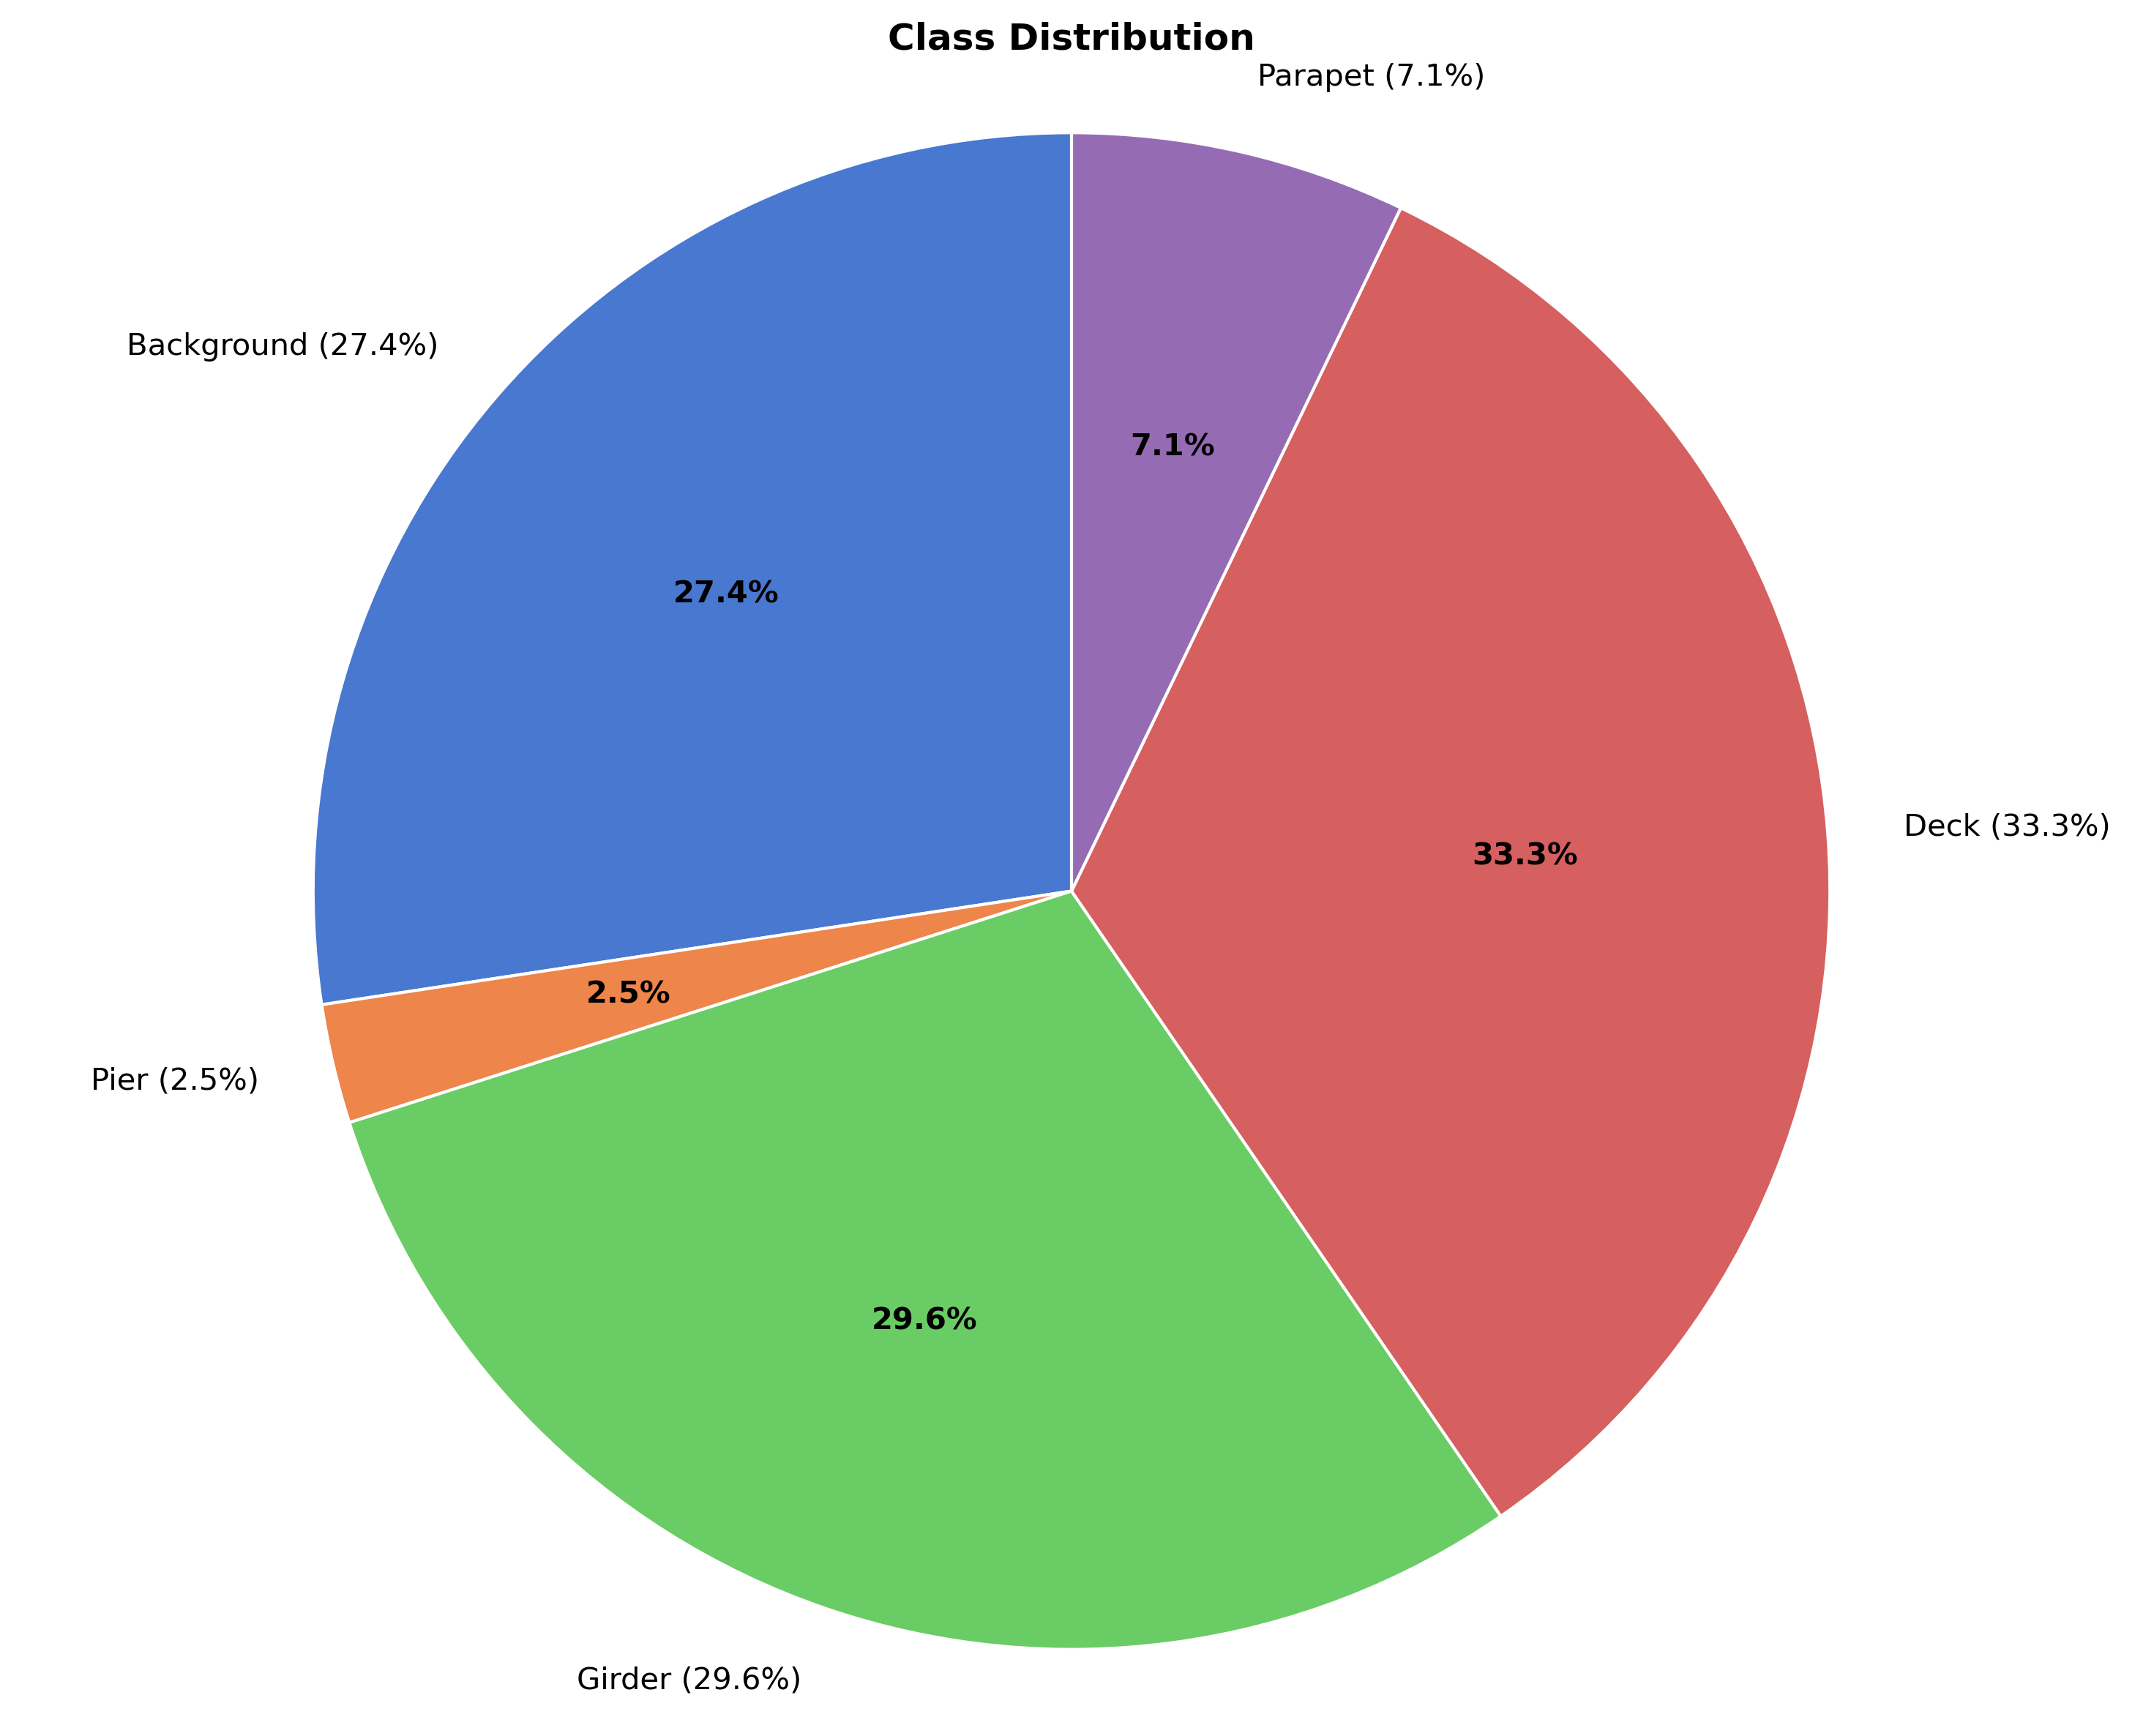 Class Distribution
Parapet (7.1%)
Background (27.4%)
7.1%
27.4%
Deck (33.3%)
33.3%
2.5%
Pier (2.5%)
29.6%
Girder (29.6%)